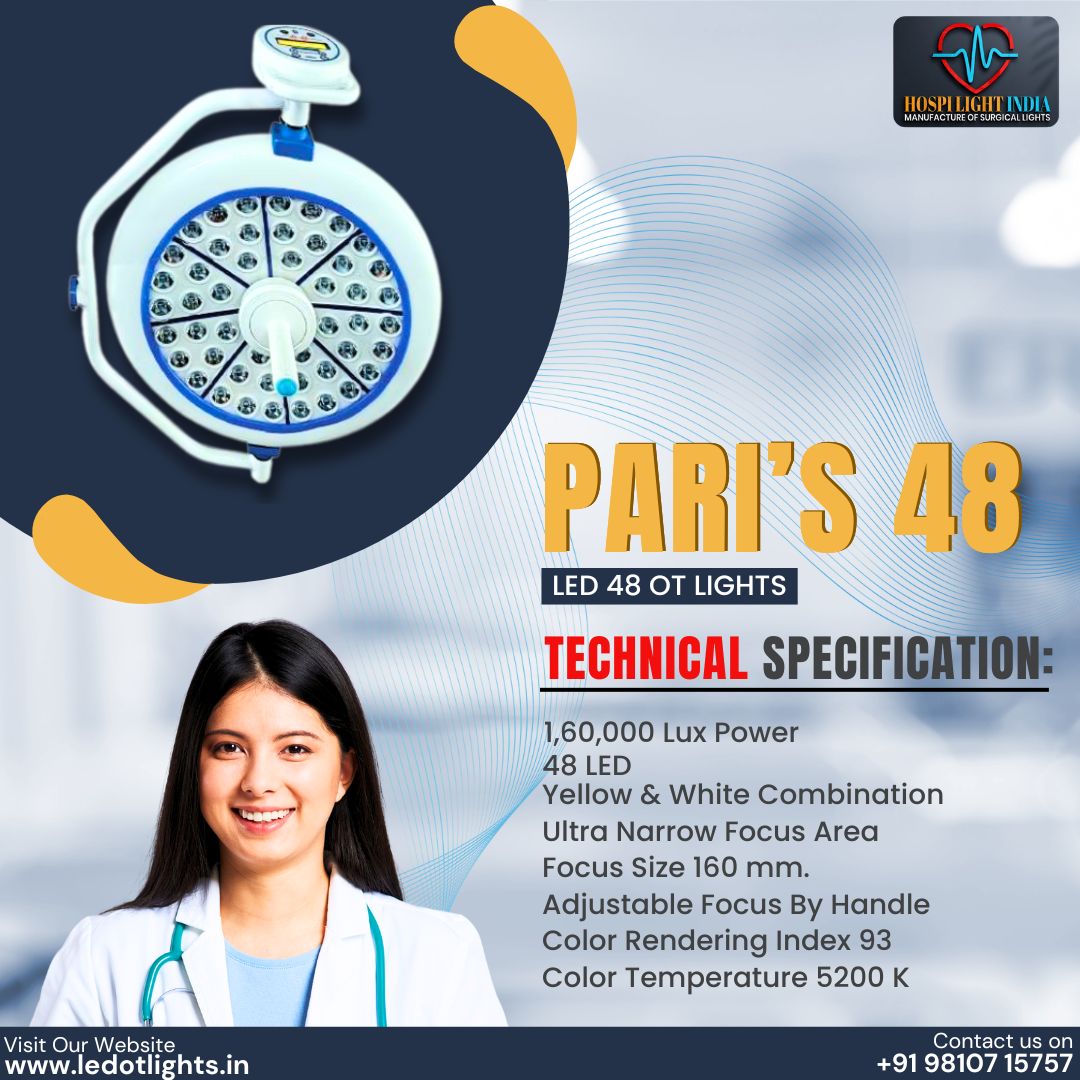 HOSPI LIGHT INDIA
MANUFACTURE OF SURGICAL LIGHTS
PARI'S 48
LED 48 OT LIGHTS
TECHNICAL SPECIFICATION:
1,60,000 Lux Power
48 LED
Yellow & White Combination
Ultra Narrow Focus Area
Focus Size 160 mm.
Adjustable Focus By Handle
Color Rendering Index 93
Color Temperature 5200 K
Visit Our Website
www.ledotlights.in
Contact us on
+91 98107 15757